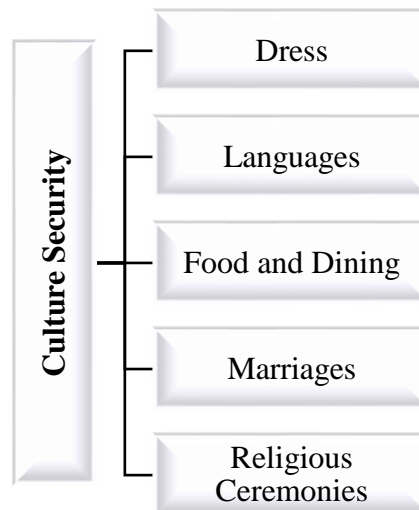 Culture Security
Dress
Languages
Food and Dining
Marriages
Religious
Ceremonies